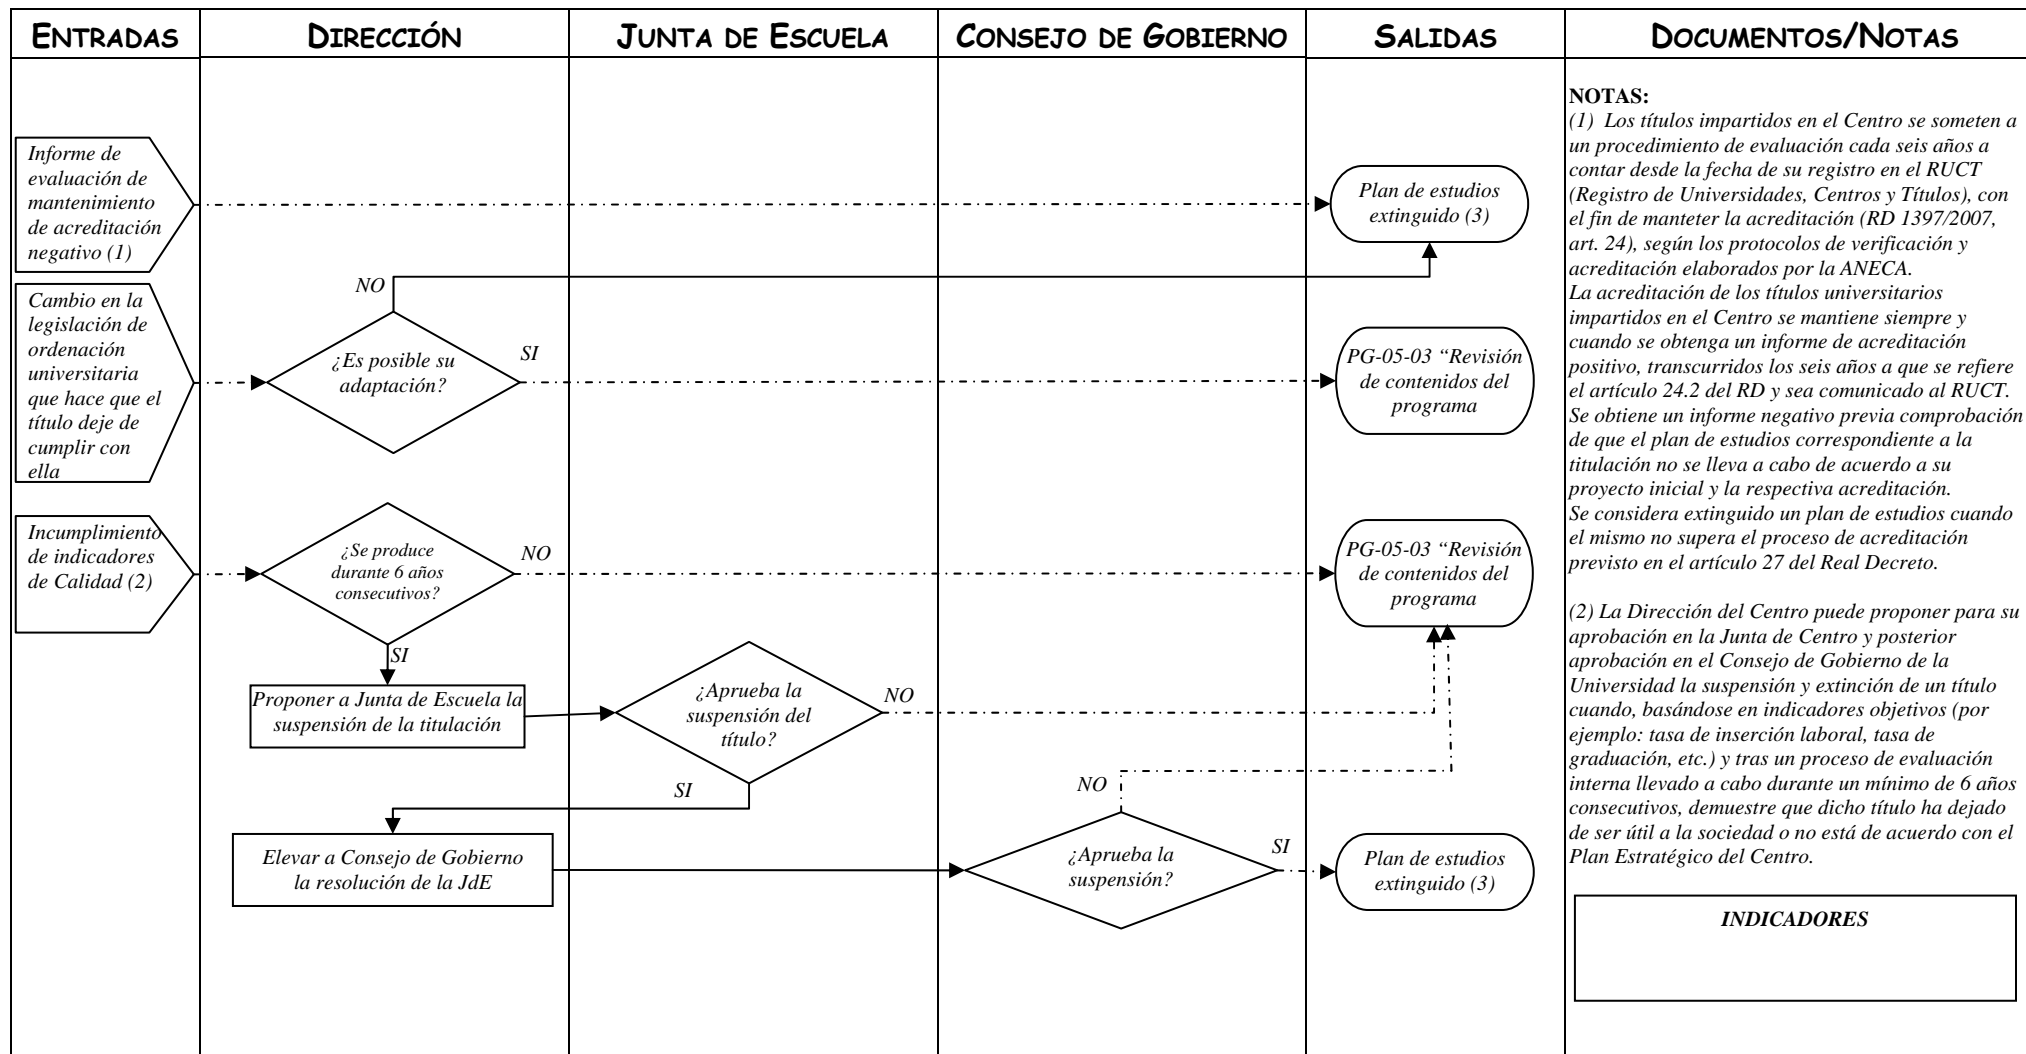 ENTRADAS
DIRECCIÓN
JUNTA DE ESCUELA
CONSEJO DE GOBIERNO
SALIDAS
DOCUMENTOS/NOTAS
Informe de
evaluación de
mantenimiento
de acreditación
negativo (1)
Plan de estudios
extinguido (3)
NO
Cambio en la
legislación de
ordenación
universitaria
que hace que el
título deje de
cumplir con
ella
¿Es posible su
adaptación?
SI
PG-05-03 “Revisión
de contenidos del
programa
Incumplimiento
de indicadores
de Calidad (2)
¿Se produce
durante 6 años
consecutivos?
NO
PG-05-03 “Revisión
de contenidos del
programa
SI
Proponer a Junta de Escuela la
suspensión de la titulación
¿Aprueba la
suspensión del
título?
NO
SI
NO
Elevar a Consejo de Gobierno
la resolución de la JdE
¿Aprueba la
suspensión?
SI
Plan de estudios
extinguido (3)
NOTAS:
(1) Los títulos impartidos en el Centro se someten a
un procedimiento de evaluación cada seis años a
contar desde la fecha de su registro en el RUCT
(Registro de Universidades, Centros y Títulos), con
el fin de manteter la acreditación (RD 1397/2007,
art. 24), según los protocolos de verificación y
acreditación elaborados por la ANECA.
La acreditación de los títulos universitarios
impartidos en el Centro se mantiene siempre y
cuando se obtenga un informe de acreditación
positivo, transcurridos los seis años a que se refiere
el artículo 24.2 del RD y sea comunicado al RUCT.
Se obtiene un informe negativo previa comprobación
de que el plan de estudios correspondiente a la
titulación no se lleva a cabo de acuerdo a su
proyecto inicial y la respectiva acreditación.
Se considera extinguido un plan de estudios cuando
el mismo no supera el proceso de acreditación
previsto en el artículo 27 del Real Decreto.
(2) La Dirección del Centro puede proponer para su
aprobación en la Junta de Centro y posterior
aprobación en el Consejo de Gobierno de la
Universidad la suspensión y extinción de un título
cuando, basándose en indicadores objetivos (por
ejemplo: tasa de inserción laboral, tasa de
graduación, etc.) y tras un proceso de evaluación
interna llevado a cabo durante un mínimo de 6 años
consecutivos, demuestre que dicho título ha dejado
de ser útil a la sociedad o no está de acuerdo con el
Plan Estratégico del Centro.
INDICADORES